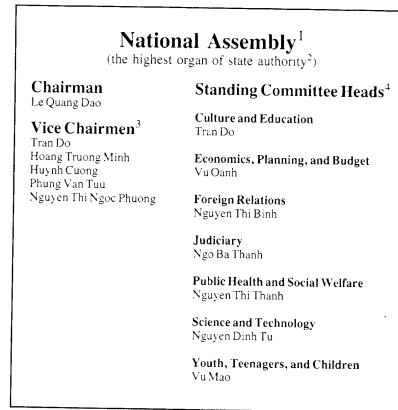 National Assembly¹
(the highest organ of state authority²)
Chairman
Le Quang Dao
Vice Chairmen³
Tran Do
Hoang Truong Minh
Huynh Cuong
Phung Van Tuu
Nguyen Thi Ngoc Phuong
Standing Committee Heads⁴
Culture and Education
Tran Do
Economics, Planning, and Budget
Vu Oanh
Foreign Relations
Nguyen Thi Binh
Judiciary
Ngo Ba Thanh
Public Health and Social Welfare
Nguyen Thi Thanh
Science and Technology
Nguyen Dinh Tu
Youth, Teenagers, and Children
Vu Mao